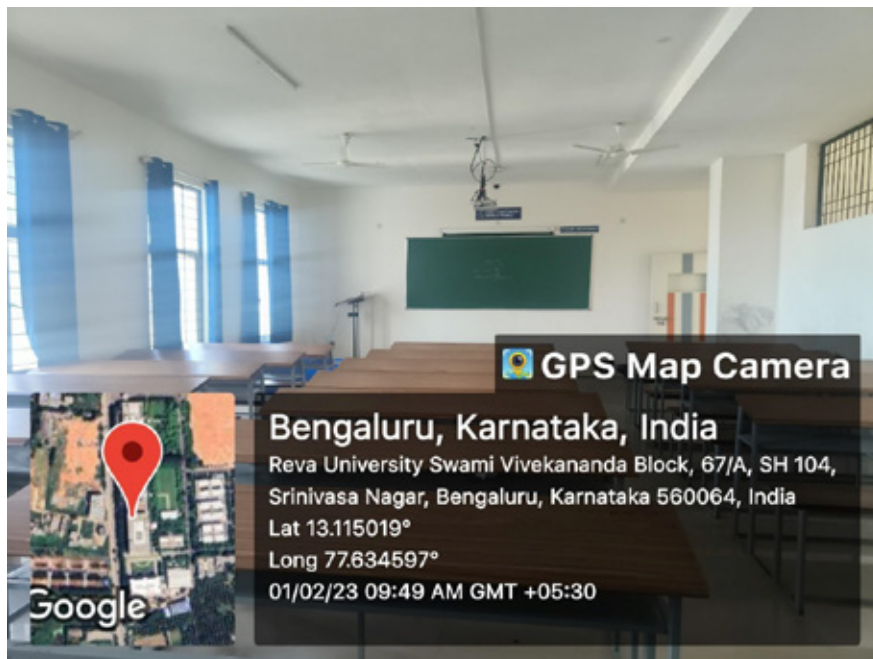 GPS Map Camera
Bengaluru, Karnataka, India
Reva University Swami Vivekananda Block, 67/A, SH 104,
Srinivasa Nagar, Bengaluru, Karnataka 560064, India
Lat 13.115019°
Long 77.634597°
01/02/23 09:49 AM GMT +05:30
Google